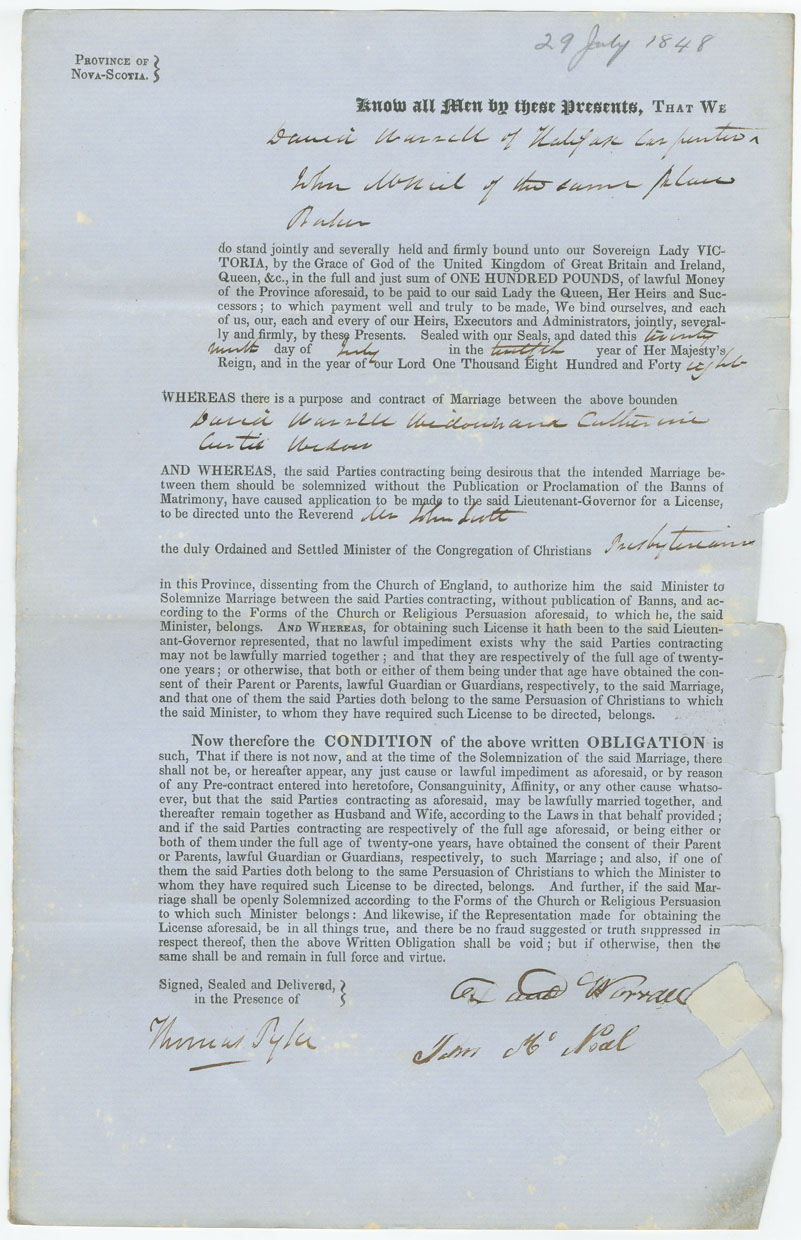 29 July 1848
PROVINCE OF
NOVA-SCOTIA.
Know all Men by these Presents, THAT WE
David Warrell of Halifax Carpenter
John McNiel of the same place
Baker
do stand jointly and severally held and firmly bound unto our Sovereign Lady VIC-
TORIA, by the Grace of God of the United Kingdom of Great Britain and Ireland,
Queen, &c., in the full and just sum of ONE HUNDRED POUNDS, of lawful Money
of the Province aforesaid, to be paid to our said Lady the Queen, Her Heirs and Suc-
cessors; to which payment well and truly to be made, We bind ourselves, and each
of us, our, each and every of our Heirs, Executors and Administrators, jointly, several-
ly and firmly, by these Presents. Sealed with our Seals, and dated this twenty
ninth day of July in the twelfth year of Her Majesty's
Reign, and in the year of our Lord One Thousand Eight Hundred and Forty eight
WHEREAS there is a purpose and contract of Marriage between the above bounden
David Warrell Widower and Catherine
Curtis Widow
AND WHEREAS, the said Parties contracting being desirous that the intended Marriage be-
tween them should be solemnized without the Publication or Proclamation of the Banns of
Matrimony, have caused application to be made to the said Lieutenant-Governor for a License,
to be directed unto the Reverend Mr John Scott
the duly Ordained and Settled Minister of the Congregation of Christians Presbyterians
in this Province, dissenting from the Church of England, to authorize him the said Minister to
Solemnize Marriage between the said Parties contracting, without publication of Banns, and ac-
cording to the Forms of the Church or Religious Persuasion aforesaid, to which he, the said
Minister, belongs. AND WHEREAS, for obtaining such License it hath been to the said Lieuten-
ant-Governor represented, that no lawful impediment exists why the said Parties contracting
may not be lawfully married together; and that they are respectively of the full age of twenty-
one years; or otherwise, that both or either of them being under that age have obtained the con-
sent of their Parent or Parents, lawful Guardian or Guardians, respectively, to the said Marriage,
and that one of them the said Parties doth belong to the same Persuasion of Christians to which
the said Minister, to whom they have required such License to be directed, belongs.
Now therefore the CONDITION of the above written OBLIGATION is
such, That if there is not now, and at the time of the Solemnization of the said Marriage, there
shall not be, or hereafter appear, any just cause or lawful impediment as aforesaid, or by reason
of any Pre-contract entered into heretofore, Consanguinity, Affinity, or any other cause whatso-
ever, but that the said Parties contracting as aforesaid, may be lawfully married together, and
thereafter remain together as Husband and Wife, according to the Laws in that behalf provided;
and if the said Parties contracting are respectively of the full age aforesaid, or being either or
both of them under the full age of twenty-one years, have obtained the consent of their Parent
or Parents, lawful Guardian or Guardians, respectively, to such Marriage; and also, if one of
them the said Parties doth belong to the same Persuasion of Christians to which the Minister to
whom they have required such License to be directed, belongs. And further, if the said Mar-
riage shall be openly Solemnized according to the Forms of the Church or Religious Persuasion
to which such Minister belongs: And likewise, if the Representation made for obtaining the
License aforesaid, be in all things true, and there be no fraud suggested or truth suppressed in
respect thereof, then the above Written Obligation shall be void; but if otherwise, then the
same shall be and remain in full force and virtue.
Signed, Sealed and Delivered,
in the Presence of
Worrall
Thomas Pyke
John Mc Neal